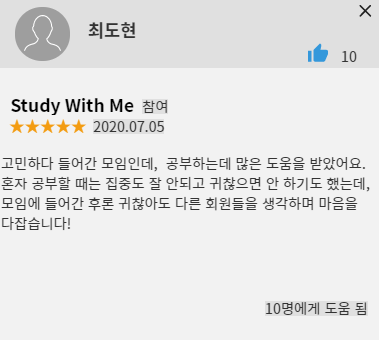 최도현
10
Study With Me 참여
2020.07.05
고민하다 들어간 모임인데, 공부하는데 많은 도움을 받았어요.
혼자 공부할 때는 집중도 잘 안되고 귀찮으면 안 하기도 했는데,
모임에 들어간 후론 귀찮아도 다른 회원들을 생각하며 마음을
다잡습니다!
10명에게 도움 됨